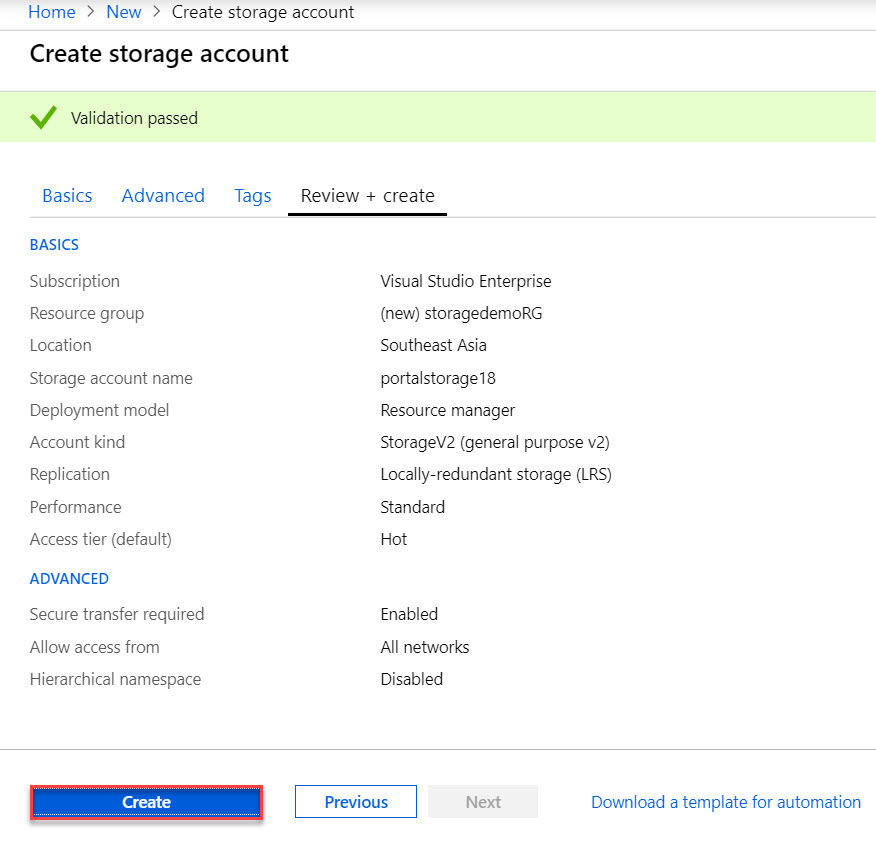 Home > New > Create storage account
Create storage account
Validation passed
Basics Advanced Tags Review + create
BASICS
Subscription Visual Studio Enterprise
Resource group (new) storagedemoRG
Location Southeast Asia
Storage account name portalstorage18
Deployment model Resource manager
Account kind StorageV2 (general purpose v2)
Replication Locally-redundant storage (LRS)
Performance Standard
Access tier (default) Hot
ADVANCED
Secure transfer required Enabled
Allow access from All networks
Hierarchical namespace Disabled
Create Previous Next Download a template for automation